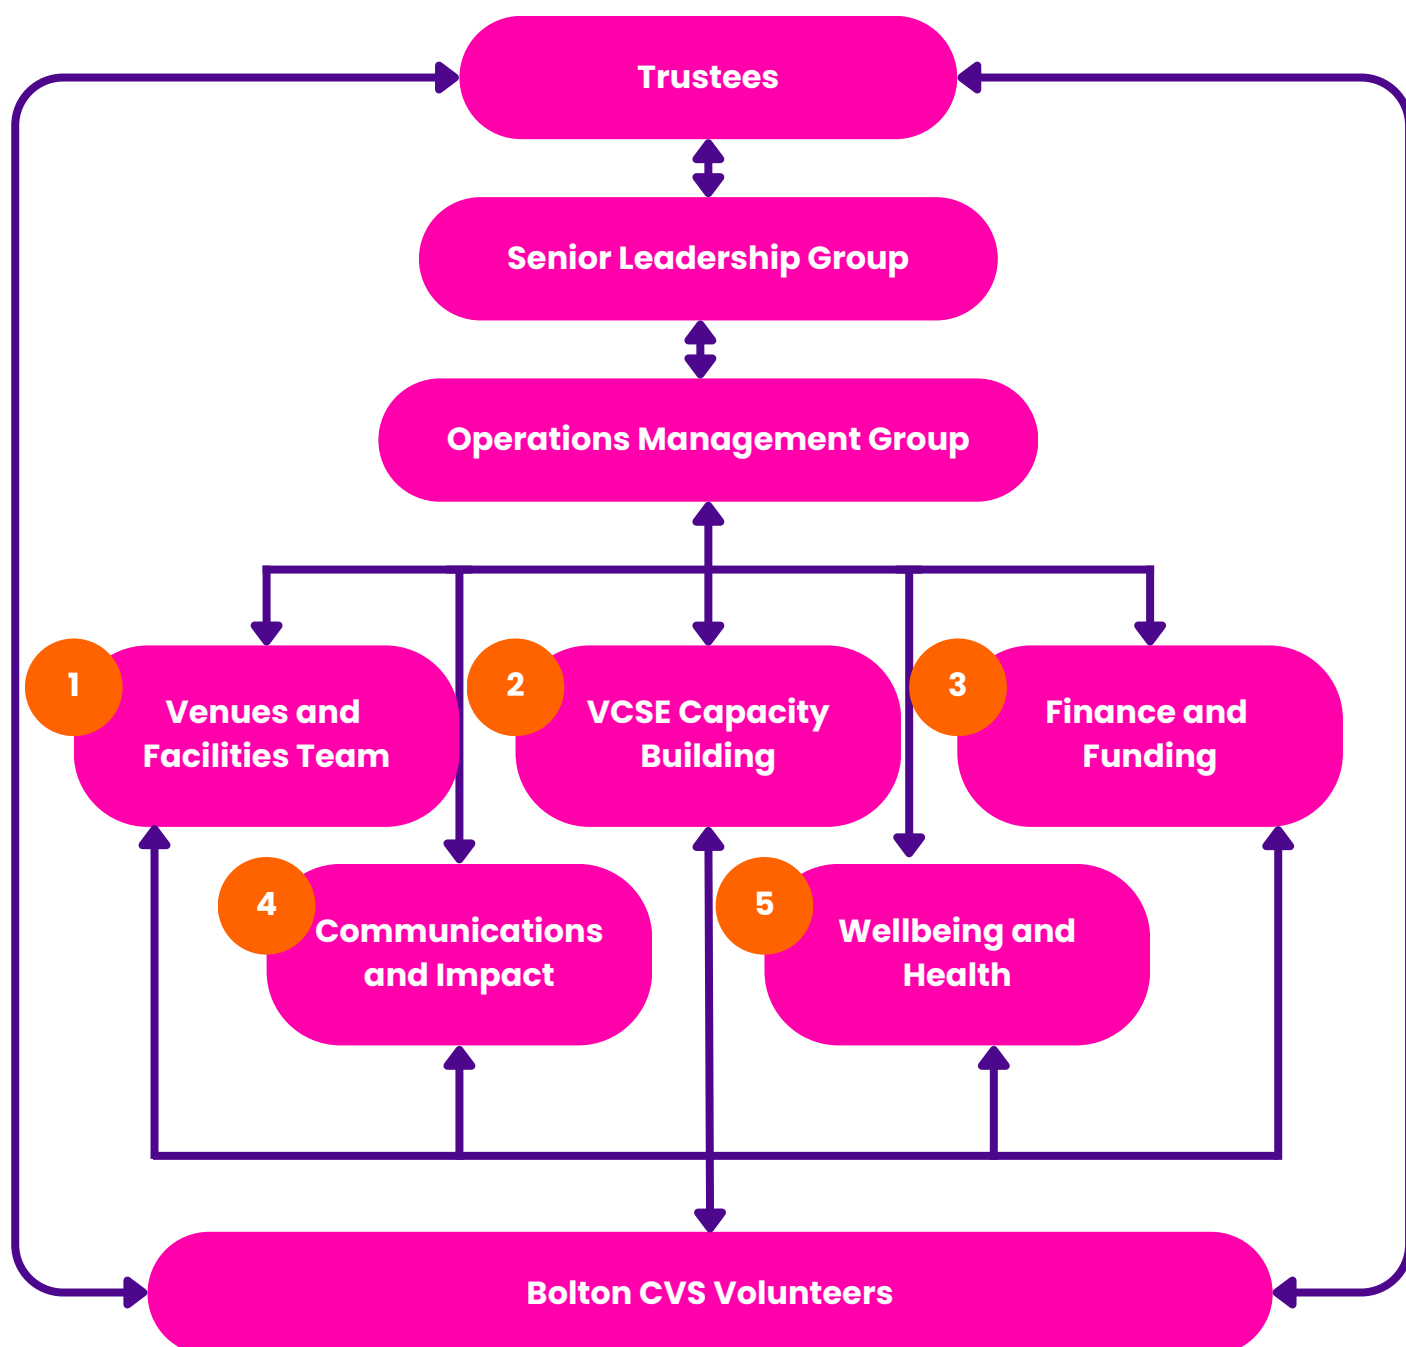 Trustees
Senior Leadership Group
Operations Management Group
1
Venues and
Facilities Team
2
VCSE Capacity
Building
3
Finance and
Funding
4
Communications
and Impact
5
Wellbeing and
Health
Bolton CVS Volunteers